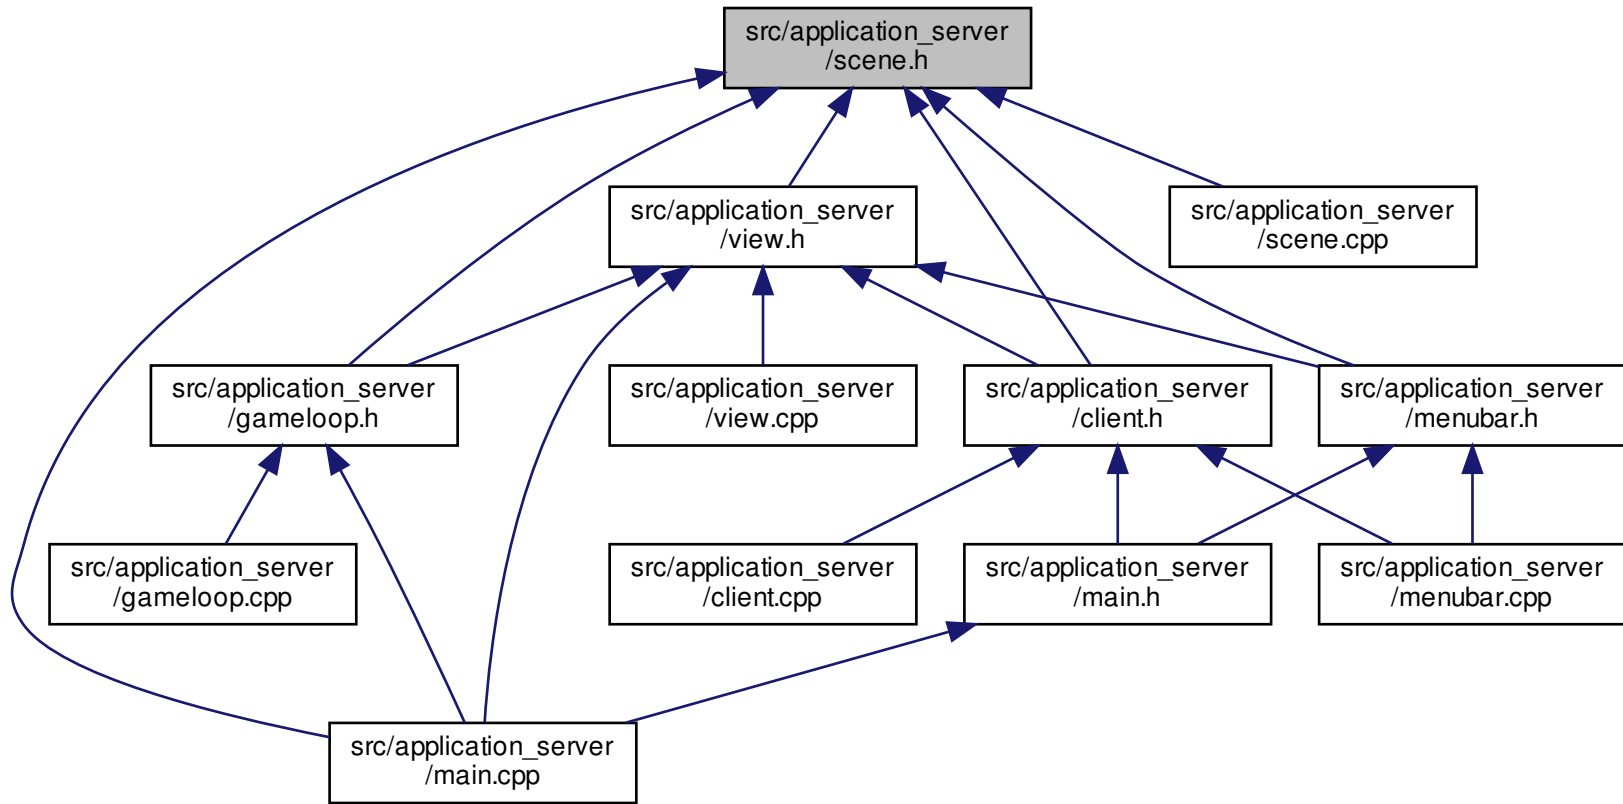 src/application_server
/scene.h
src/application_server
/view.h
src/application_server
/scene.cpp
src/application_server
/gameloop.h
src/application_server
/view.cpp
src/application_server
/client.h
src/application_server
/menubar.h
src/application_server
/gameloop.cpp
src/application_server
/client.cpp
src/application_server
/main.h
src/application_server
/menubar.cpp
src/application_server
/main.cpp